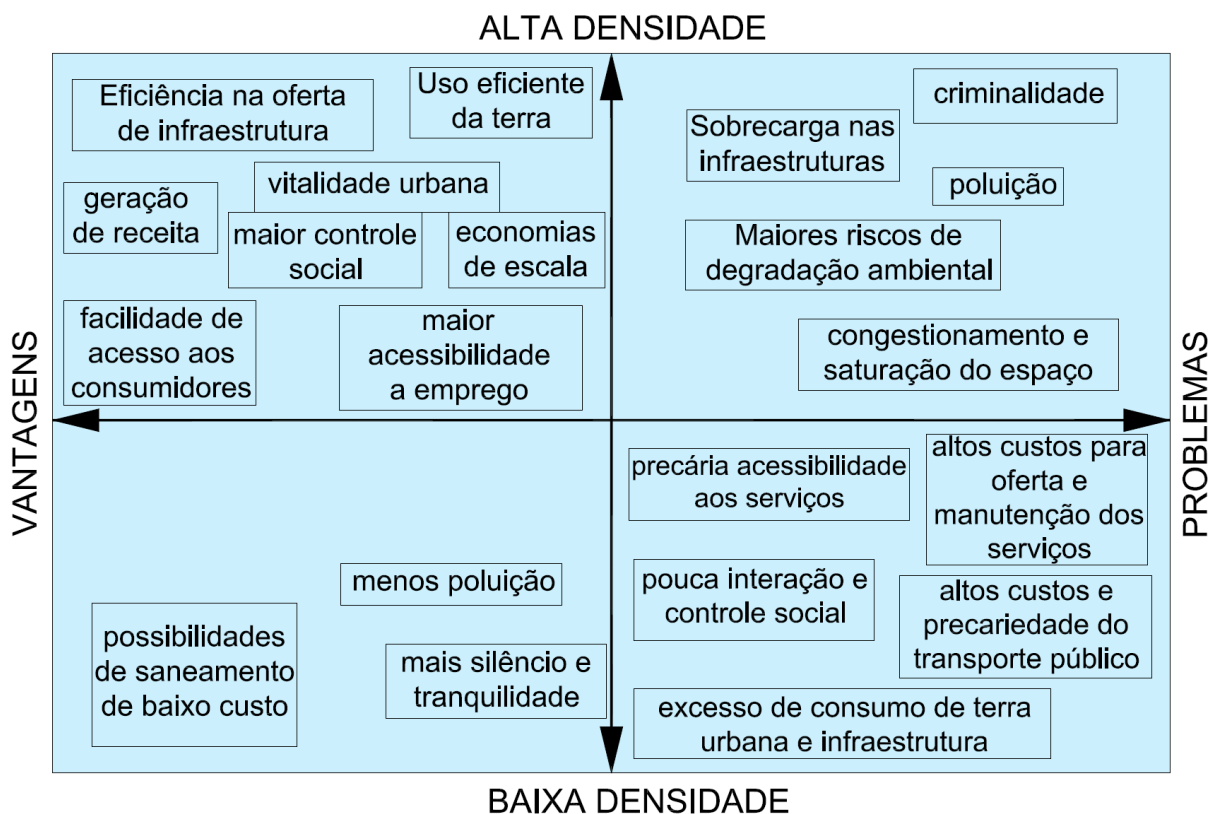 ALTA DENSIDADE
Eficiência na oferta
de infraestrutura
Uso eficiente
da terra
vitalidade urbana
geração
de receita
maior controle
social
economias
de escala
facilidade de
acesso aos
consumidores
maior
acessibilidade
a emprego
criminalidade
Sobrecarga nas
infraestruturas
poluição
Maiores riscos de
degradação ambiental
congestionamento e
saturação do espaço
VANTAGENS
PROBLEMAS
menos poluição
possibilidades
de saneamento
de baixo custo
mais silêncio e
tranquilidade
precária acessibilidade
aos serviços
altos custos para
oferta e
manutenção dos
serviços
pouca interação e
controle social
altos custos e
precariedade do
transporte público
excesso de consumo de terra
urbana e infraestrutura
BAIXA DENSIDADE